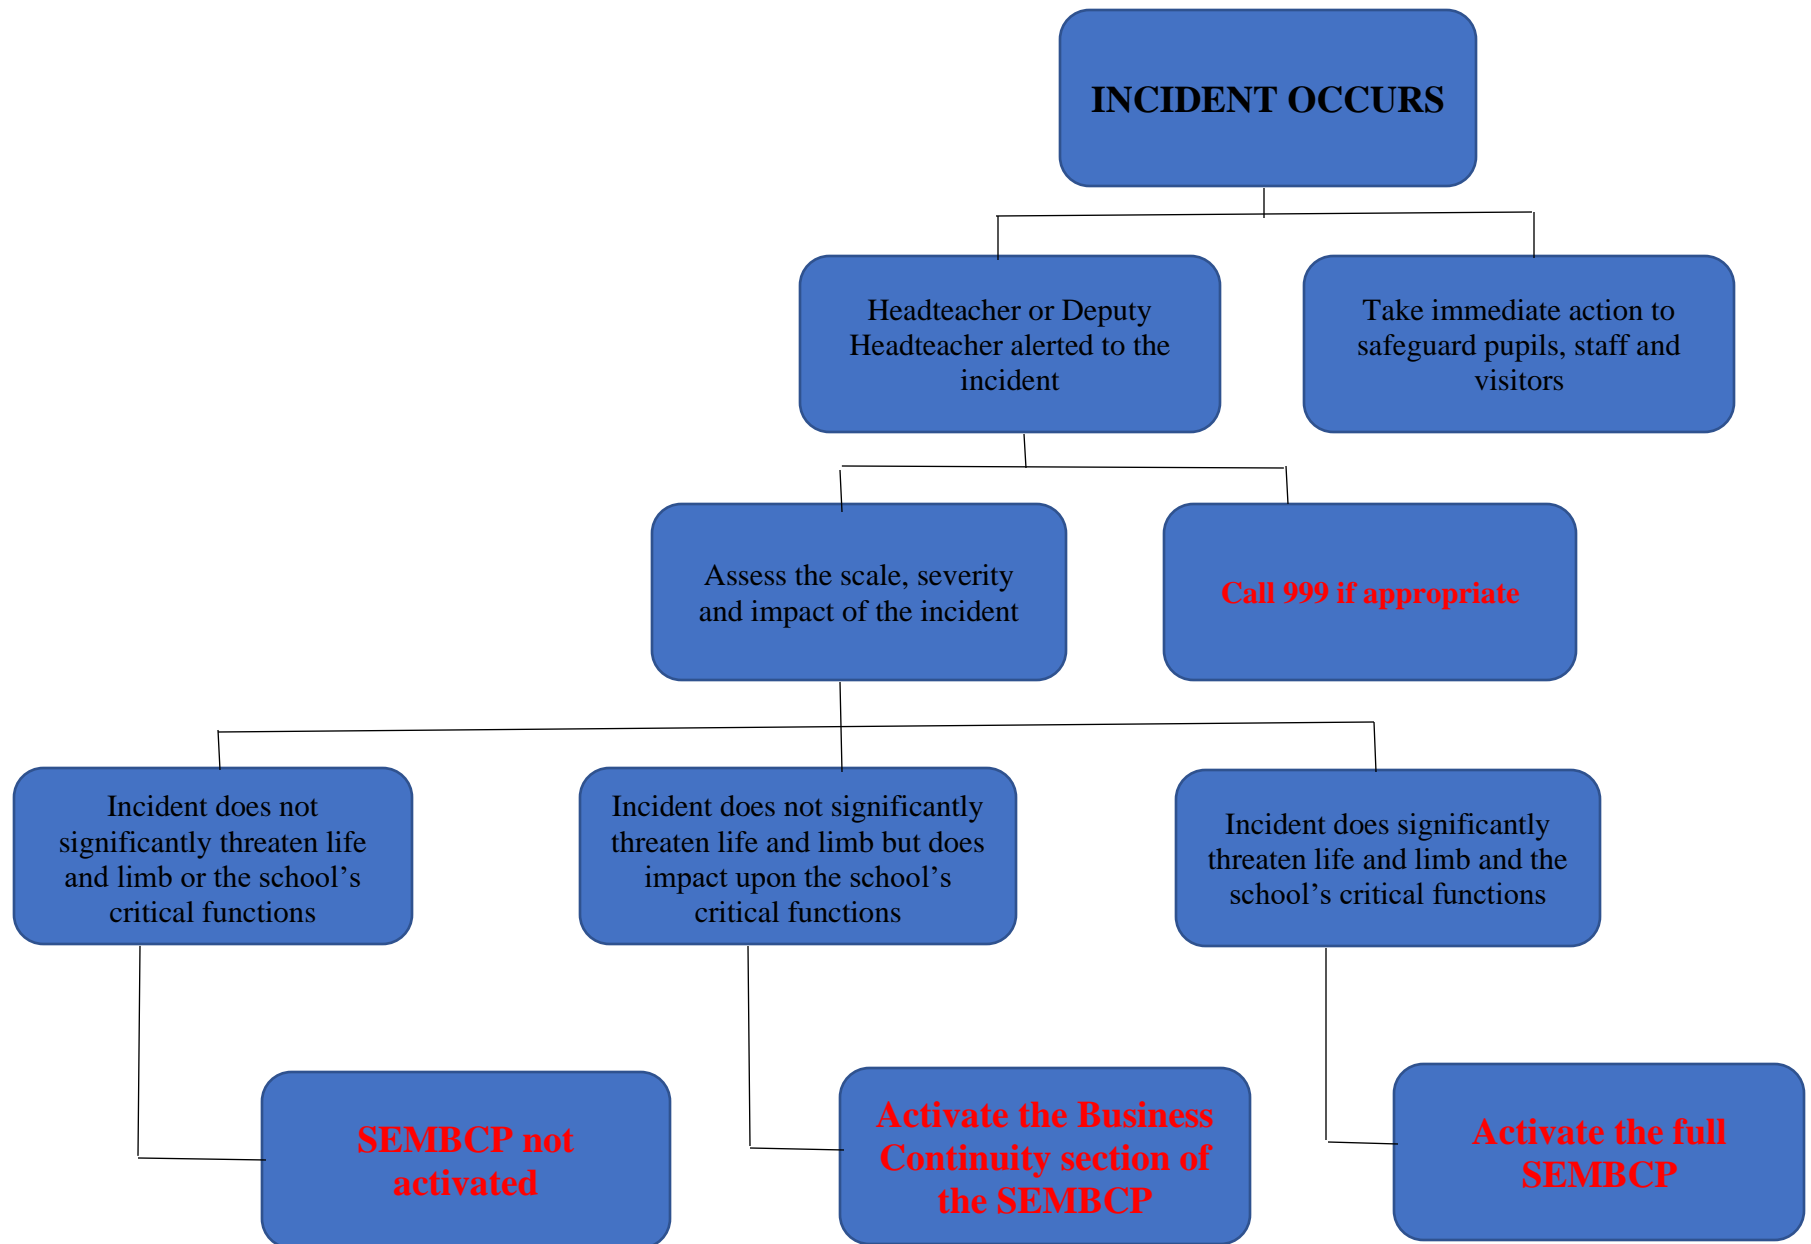 INCIDENT OCCURS
Headteacher or Deputy
Headteacher alerted to the
incident
Take immediate action to
safeguard pupils, staff and
visitors
Assess the scale, severity
and impact of the incident
Call 999 if appropriate
Incident does not
significantly threaten life
and limb or the school’s
critical functions
Incident does not significantly
threaten life and limb but does
impact upon the school’s
critical functions
Incident does significantly
threaten life and limb and the
school’s critical functions
SEMBCP not
activated
Activate the Business
Continuity section of
the SEMBCP
Activate the full
SEMBCP